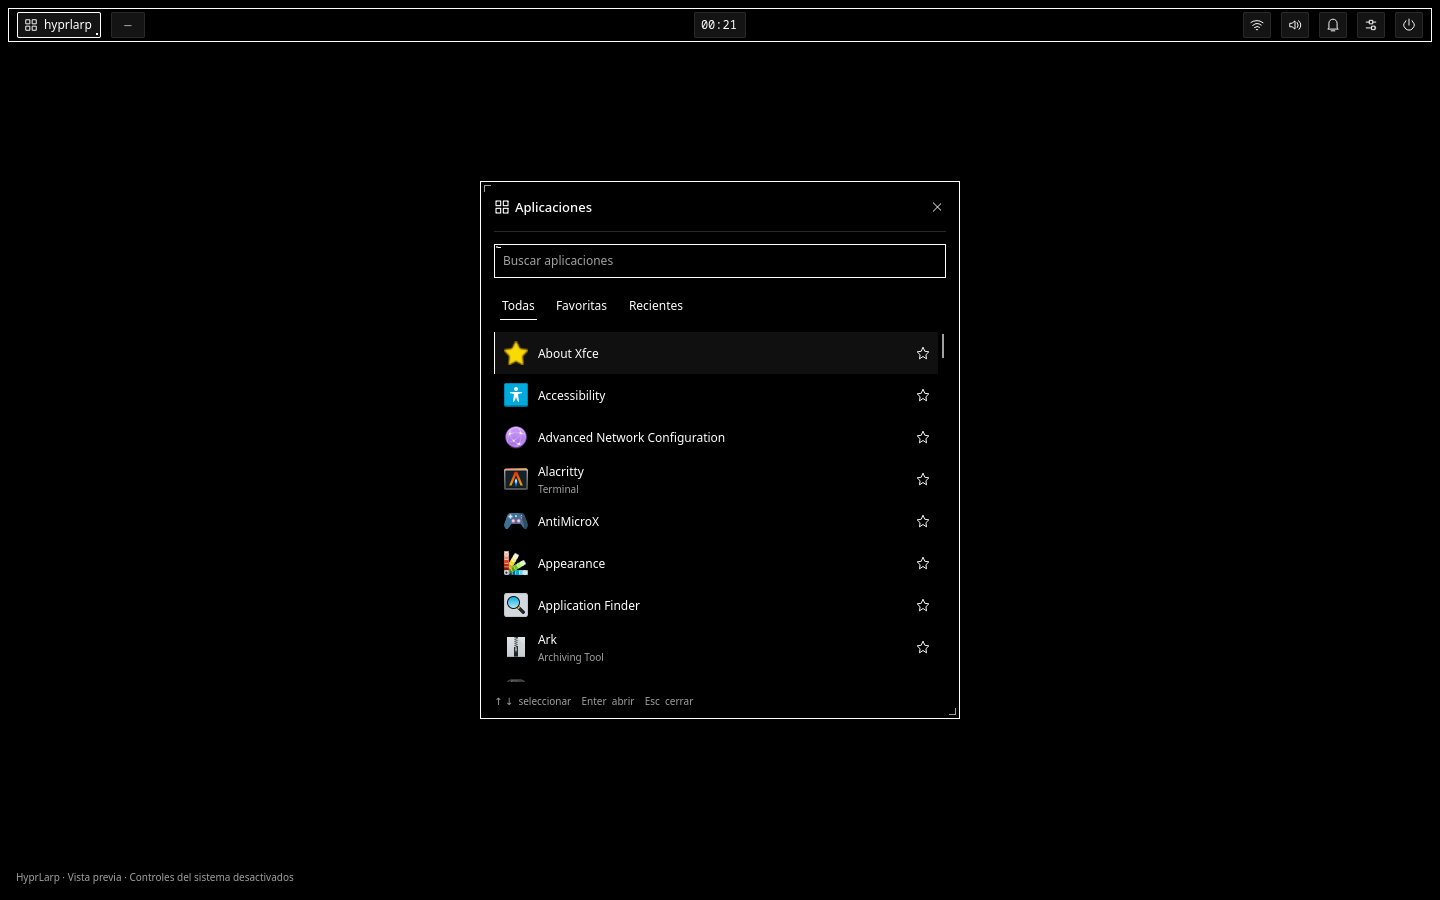 hyprlarp
—
00:21
Aplicaciones
Buscar aplicaciones
Todas Favoritas Recientes
About Xfce
Accessibility
Advanced Network Configuration
Alacritty
Terminal
AntiMicroX
Appearance
Application Finder
Ark
Archiving Tool
↑ ↓ seleccionar Enter abrir Esc cerrar
HyprLarp · Vista previa · Controles del sistema desactivados